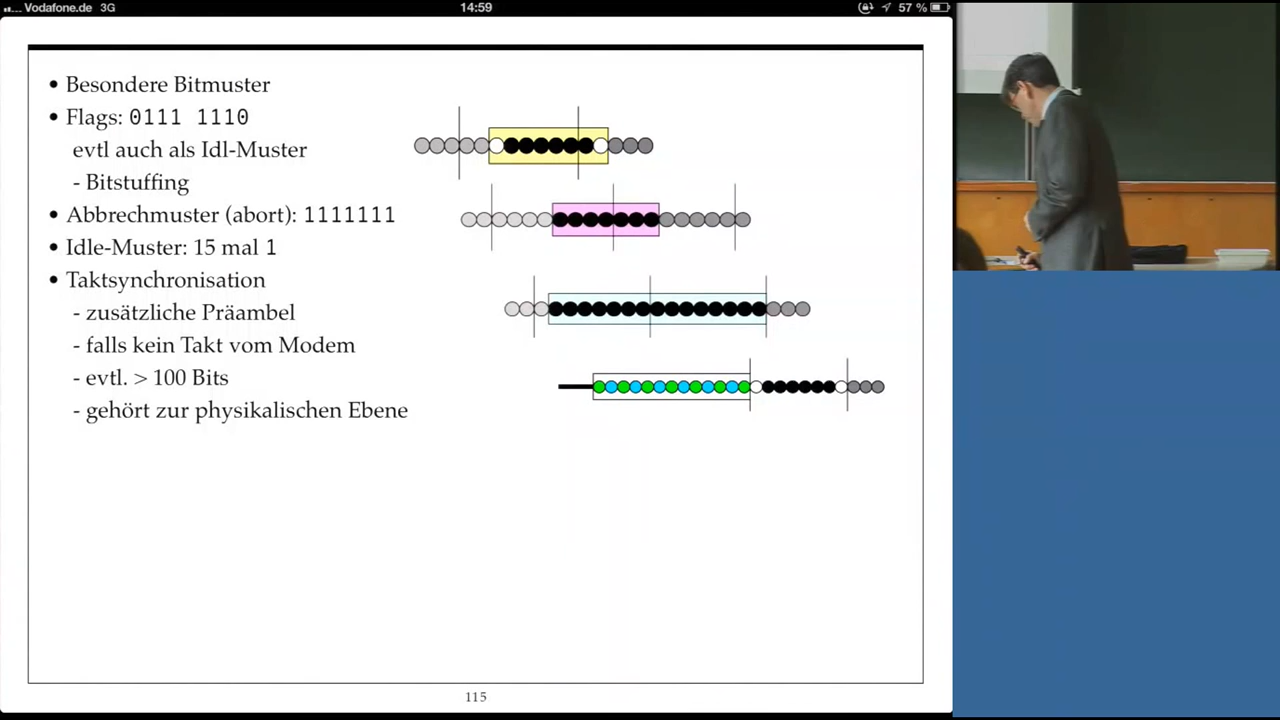 Vodafone.de 3G 14:59 57 %
• Besondere Bitmuster
• Flags: 0111 1110
evtl auch als Idl-Muster
- Bitstuffing
• Abbrechmuster (abort): 1111111
• Idle-Muster: 15 mal 1
• Taktsynchronisation
- zusätzliche Präambel
- falls kein Takt vom Modem
- evtl. > 100 Bits
- gehört zur physikalischen Ebene
115